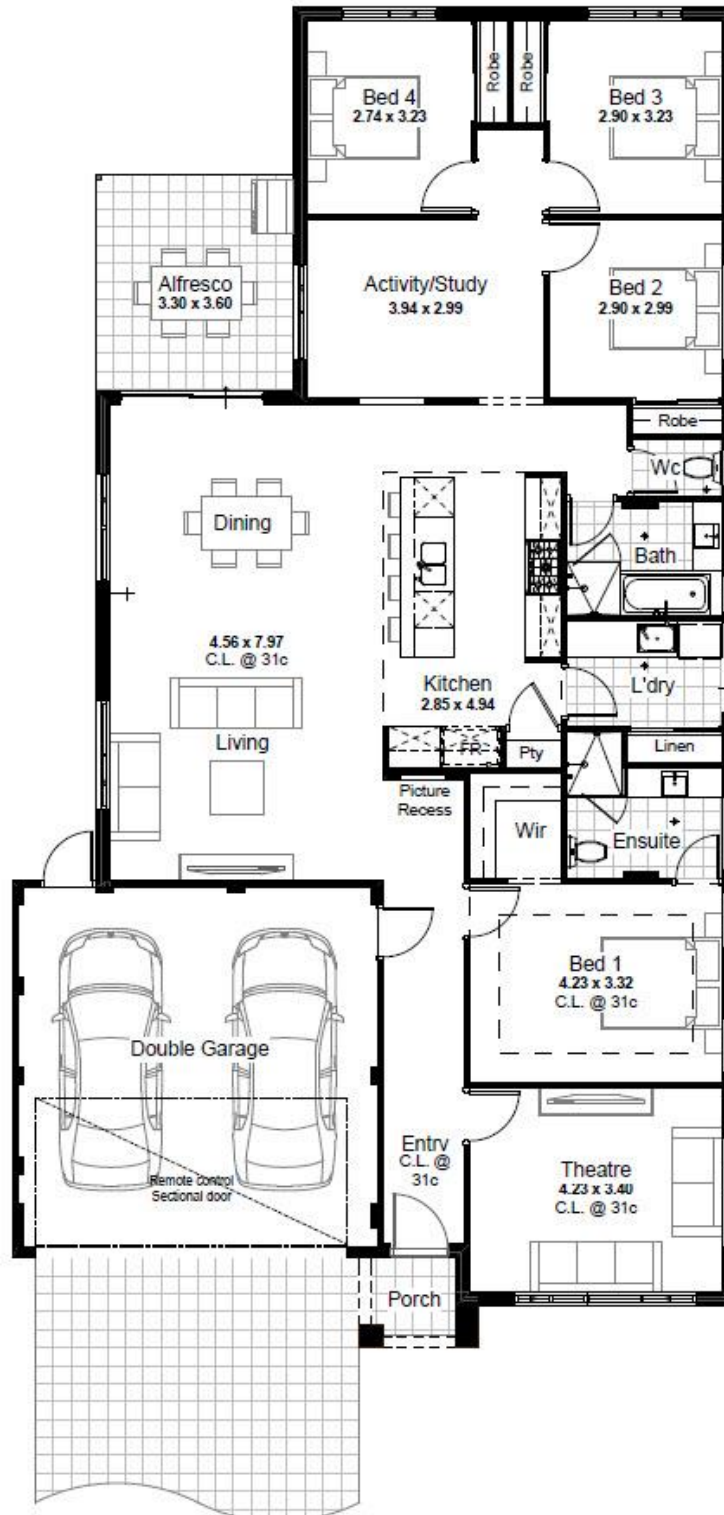 Bed 4
2.74 x 3.23
Robe
Robe
Bed 3
2.90 x 3.23
Alfresco
3.30 x 3.60
Activity/Study
3.94 x 2.99
Bed 2
2.90 x 2.99
Robe
Wc
Dining
Bath
4.56 x 7.97
C.L. @ 31c
Kitchen
2.85 x 4.94
L'dry
Living
FR
Pty
Linen
Picture
Recess
Wir
Ensuite
Bed 1
4.23 x 3.32
C.L. @ 31c
Double Garage
Entry
C.L. @
31c
Theatre
4.23 x 3.40
C.L. @ 31c
Remote control
Sectional door
Porch